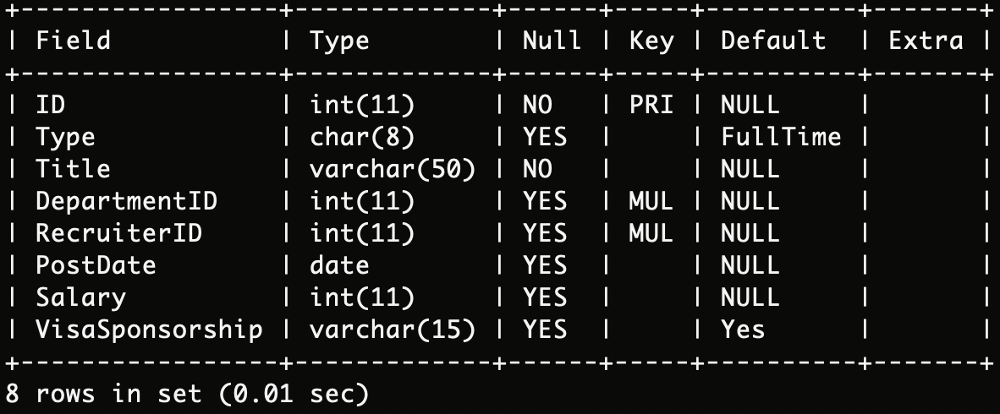 +-----------------+-------------+------+-----+----------+-------+
| Field           | Type        | Null | Key | Default  | Extra |
+-----------------+-------------+------+-----+----------+-------+
| ID              | int(11)     | NO   | PRI | NULL     |       |
| Type            | char(8)     | YES  |     | FullTime |       |
| Title           | varchar(50) | NO   |     | NULL     |       |
| DepartmentID    | int(11)     | YES  | MUL | NULL     |       |
| RecruiterID     | int(11)     | YES  | MUL | NULL     |       |
| PostDate        | date        | YES  |     | NULL     |       |
| Salary          | int(11)     | YES  |     | NULL     |       |
| VisaSponsorship | varchar(15) | YES  |     | Yes      |       |
+-----------------+-------------+------+-----+----------+-------+
8 rows in set (0.01 sec)